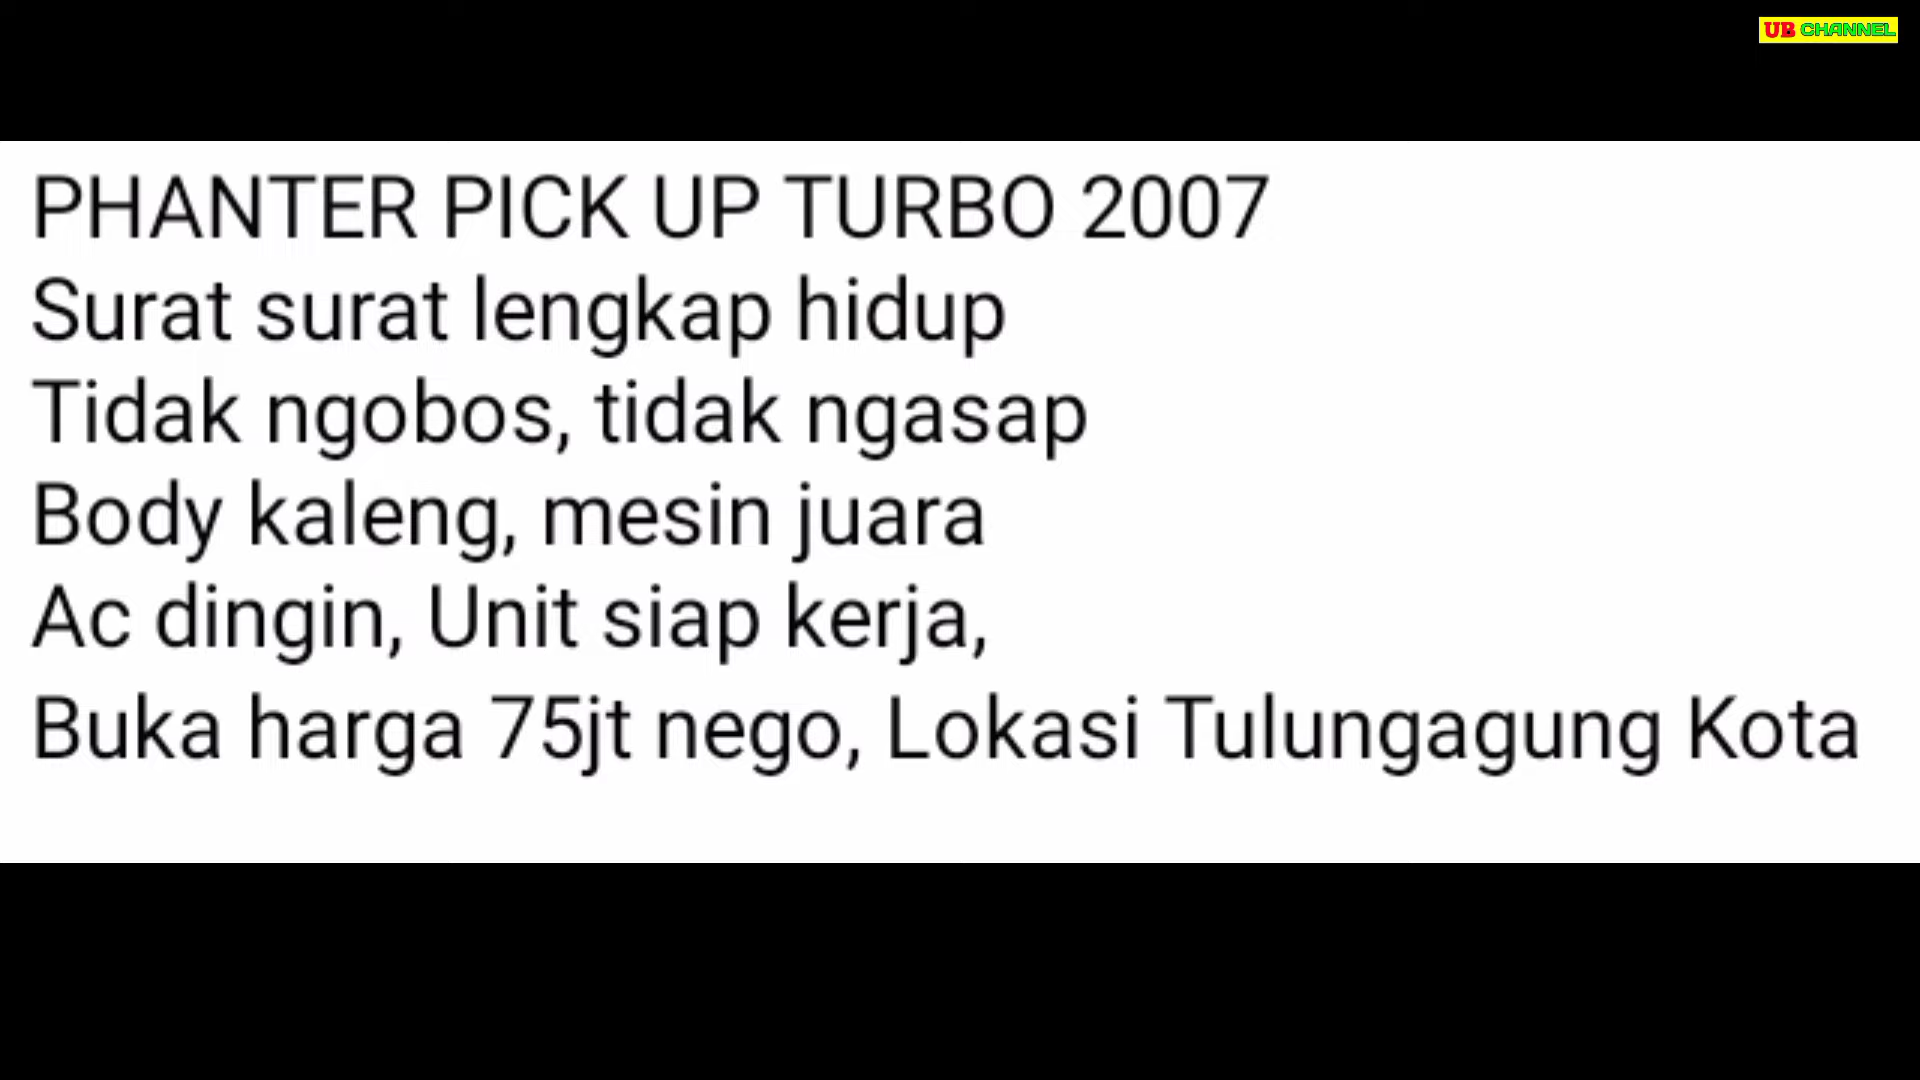 UB CHANNEL
PHANTER PICK UP TURBO 2007
Surat surat lengkap hidup
Tidak ngobos, tidak ngasap
Body kaleng, mesin juara
Ac dingin, Unit siap kerja,
Buka harga 75jt nego, Lokasi Tulungagung Kota